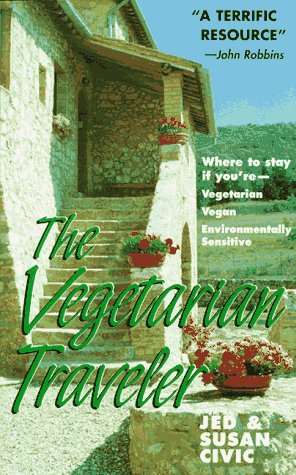 "A TERRIFIC
RESOURCE"
—John Robbins
Where to stay
if you're—
Vegetarian
Vegan
Environmentally
Sensitive
The
Vegetarian
Traveler
JED &
SUSAN
CIVIC